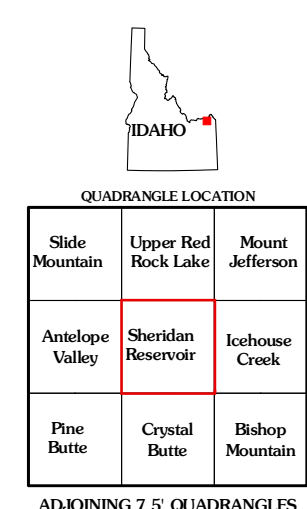 IDAHO
QUADRANGLE LOCATION
Slide
Mountain
Upper Red
Rock Lake
Mount
Jefferson
Antelope
Valley
Sheridan
Reservoir
Icehouse
Creek
Pine
Butte
Crystal
Butte
Bishop
Mountain
ADJOINING 7.5' QUADRANGLES